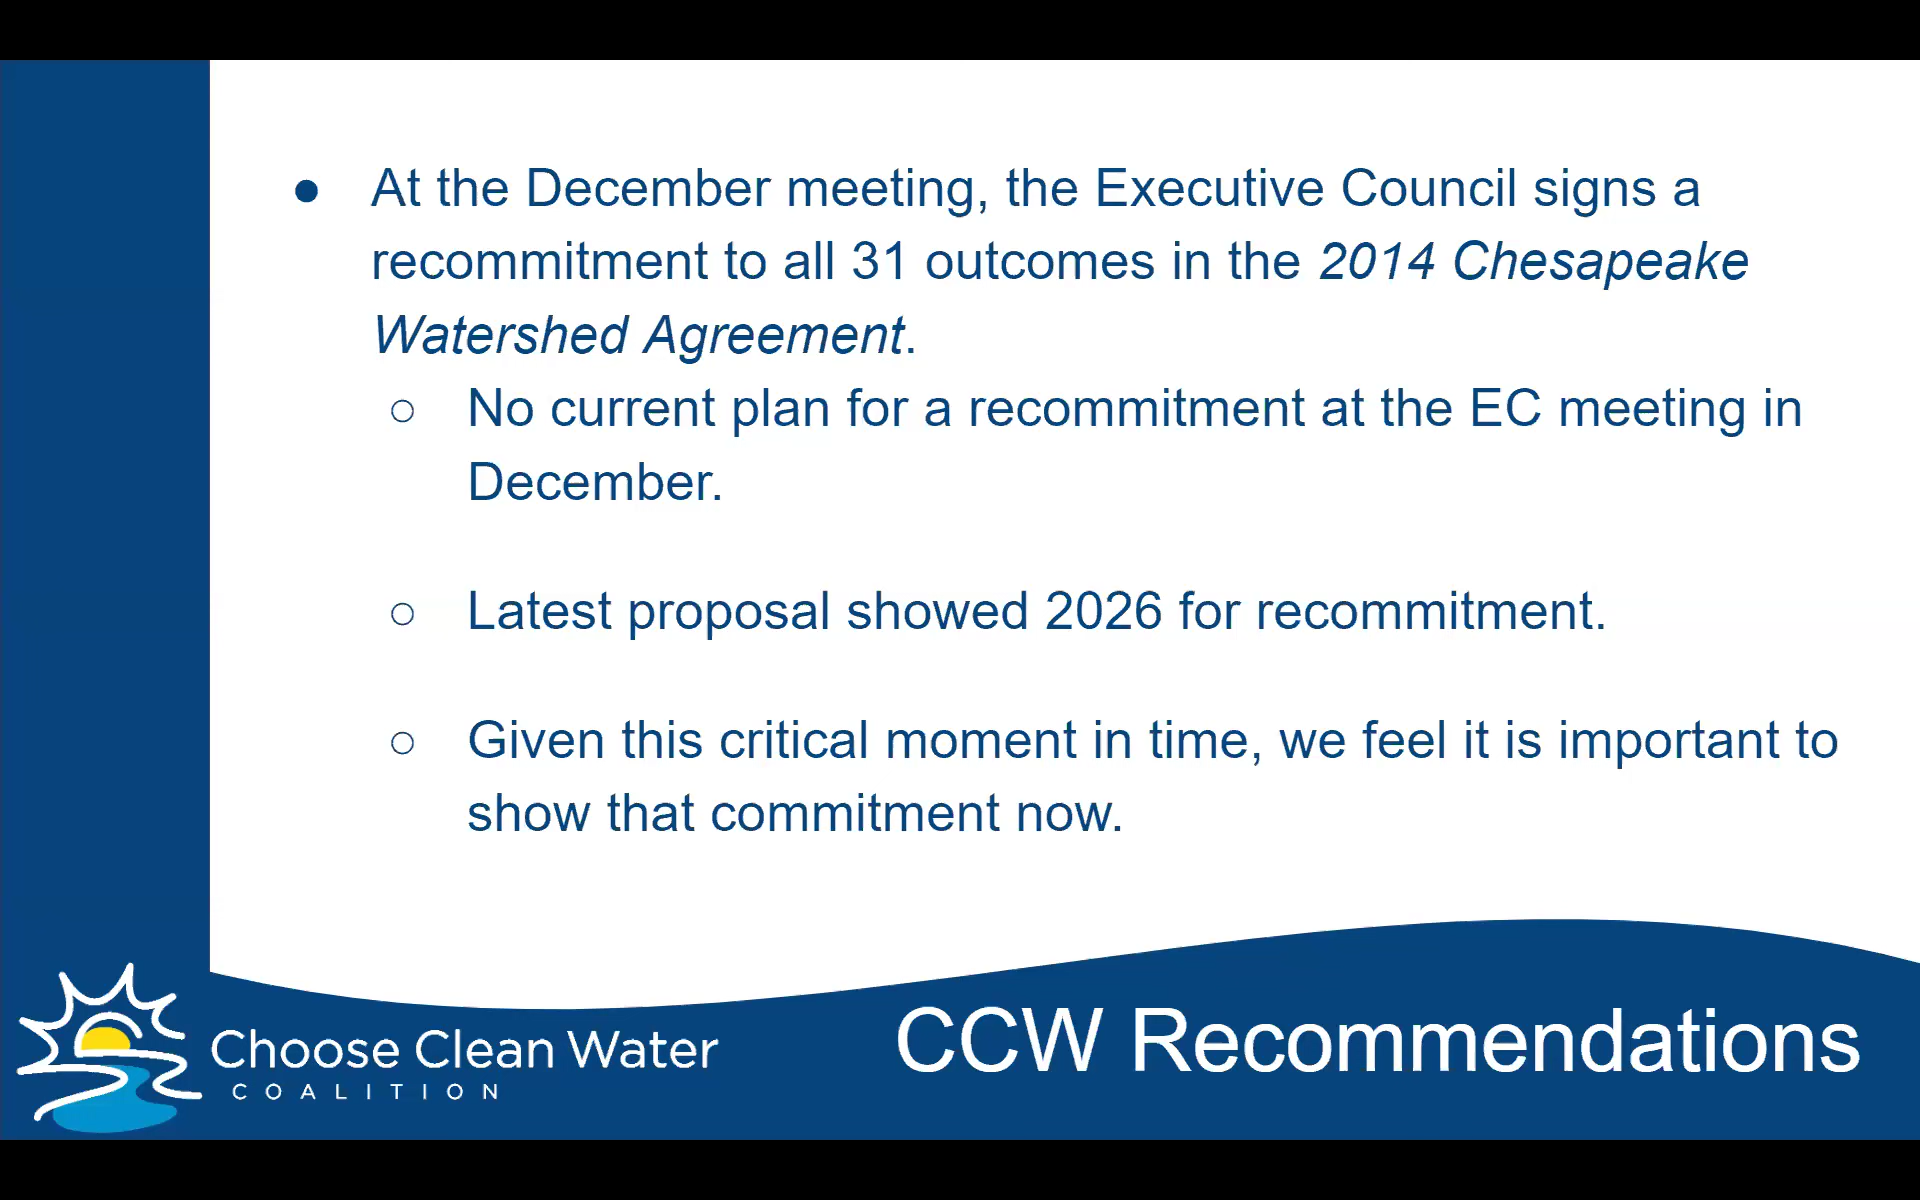 ● At the December meeting, the Executive Council signs a
recommitment to all 31 outcomes in the 2014 Chesapeake
Watershed Agreement.
○ No current plan for a recommitment at the EC meeting in
December.
○ Latest proposal showed 2026 for recommitment.
○ Given this critical moment in time, we feel it is important to
show that commitment now.
CCW Recommendations
Choose Clean Water
COALITION